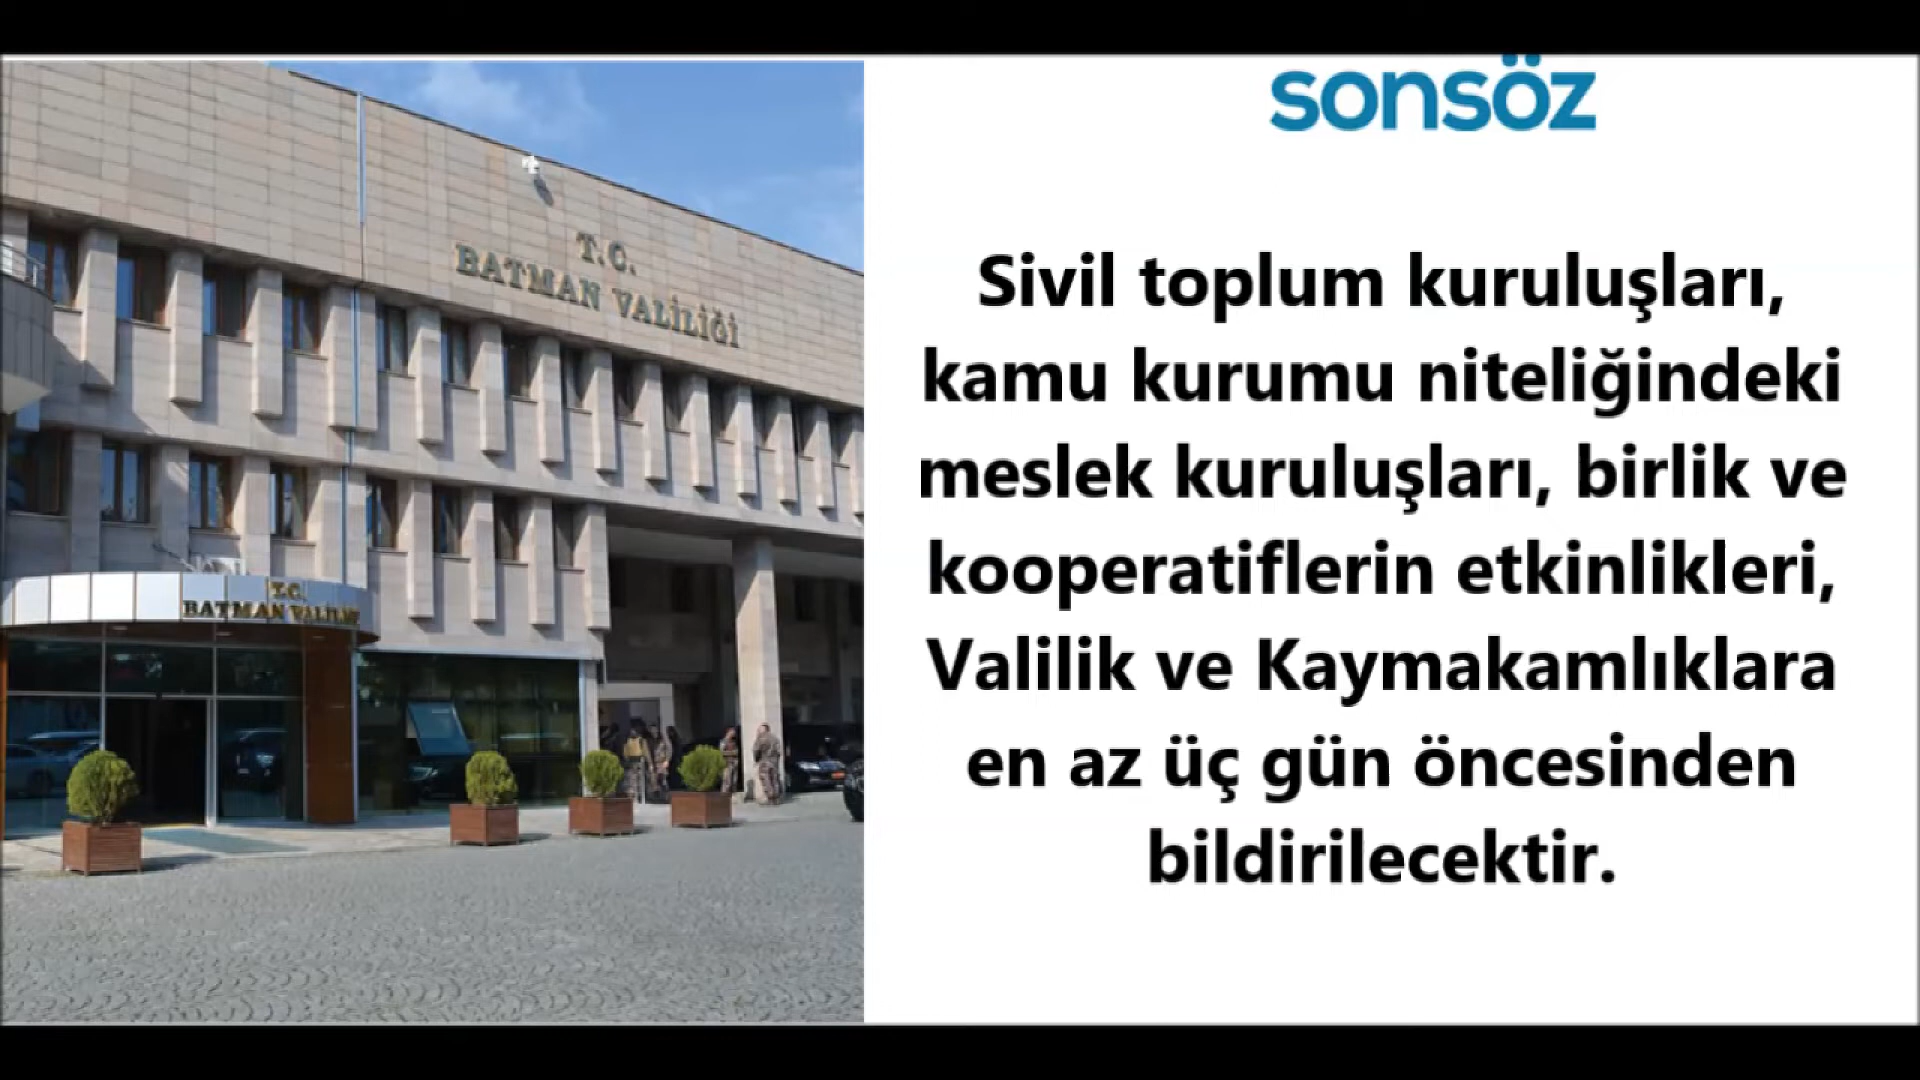 T.C.
BATMAN VALİLİĞİ
T.C.
BATMAN VALİLİĞİ
sonsöz
Sivil toplum kuruluşları,
kamu kurumu niteliğindeki
meslek kuruluşları, birlik ve
kooperatiflerin etkinlikleri,
Valilik ve Kaymakamlıklara
en az üç gün öncesinden
bildirilecektir.